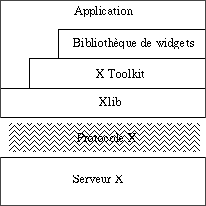 Application
Bibliothèque de widgets
X Toolkit
Xlib
Protocole X
Serveur X